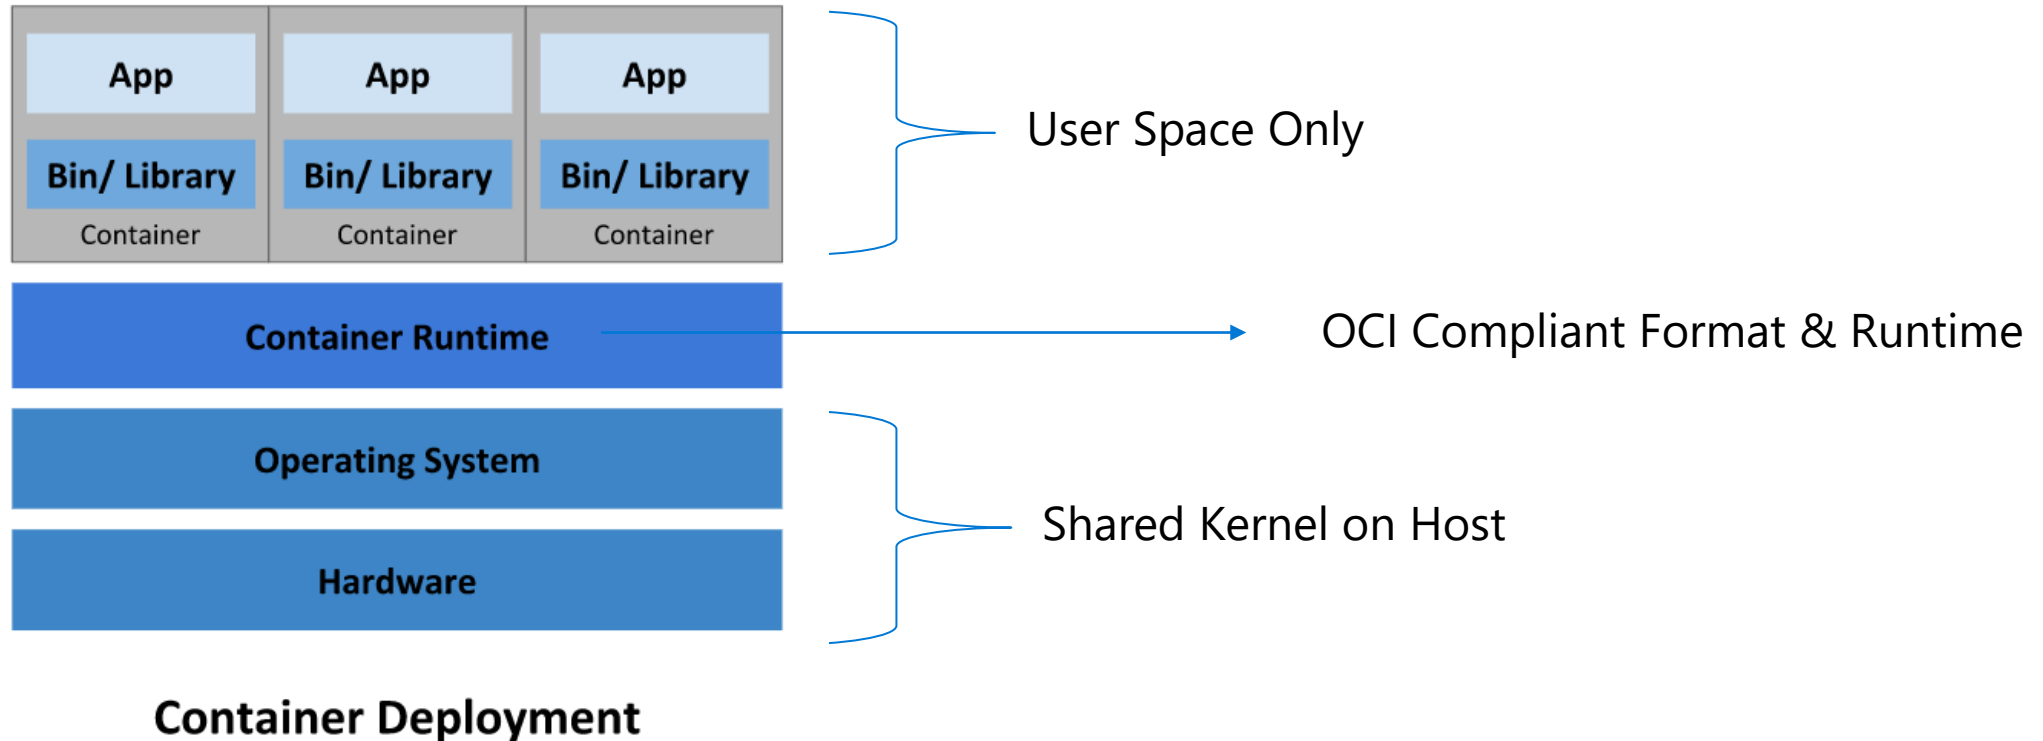 App
App
App
Bin/ Library
Bin/ Library
Bin/ Library
Container
Container
Container
User Space Only
Container Runtime
OCI Compliant Format & Runtime
Operating System
Hardware
Shared Kernel on Host
Container Deployment